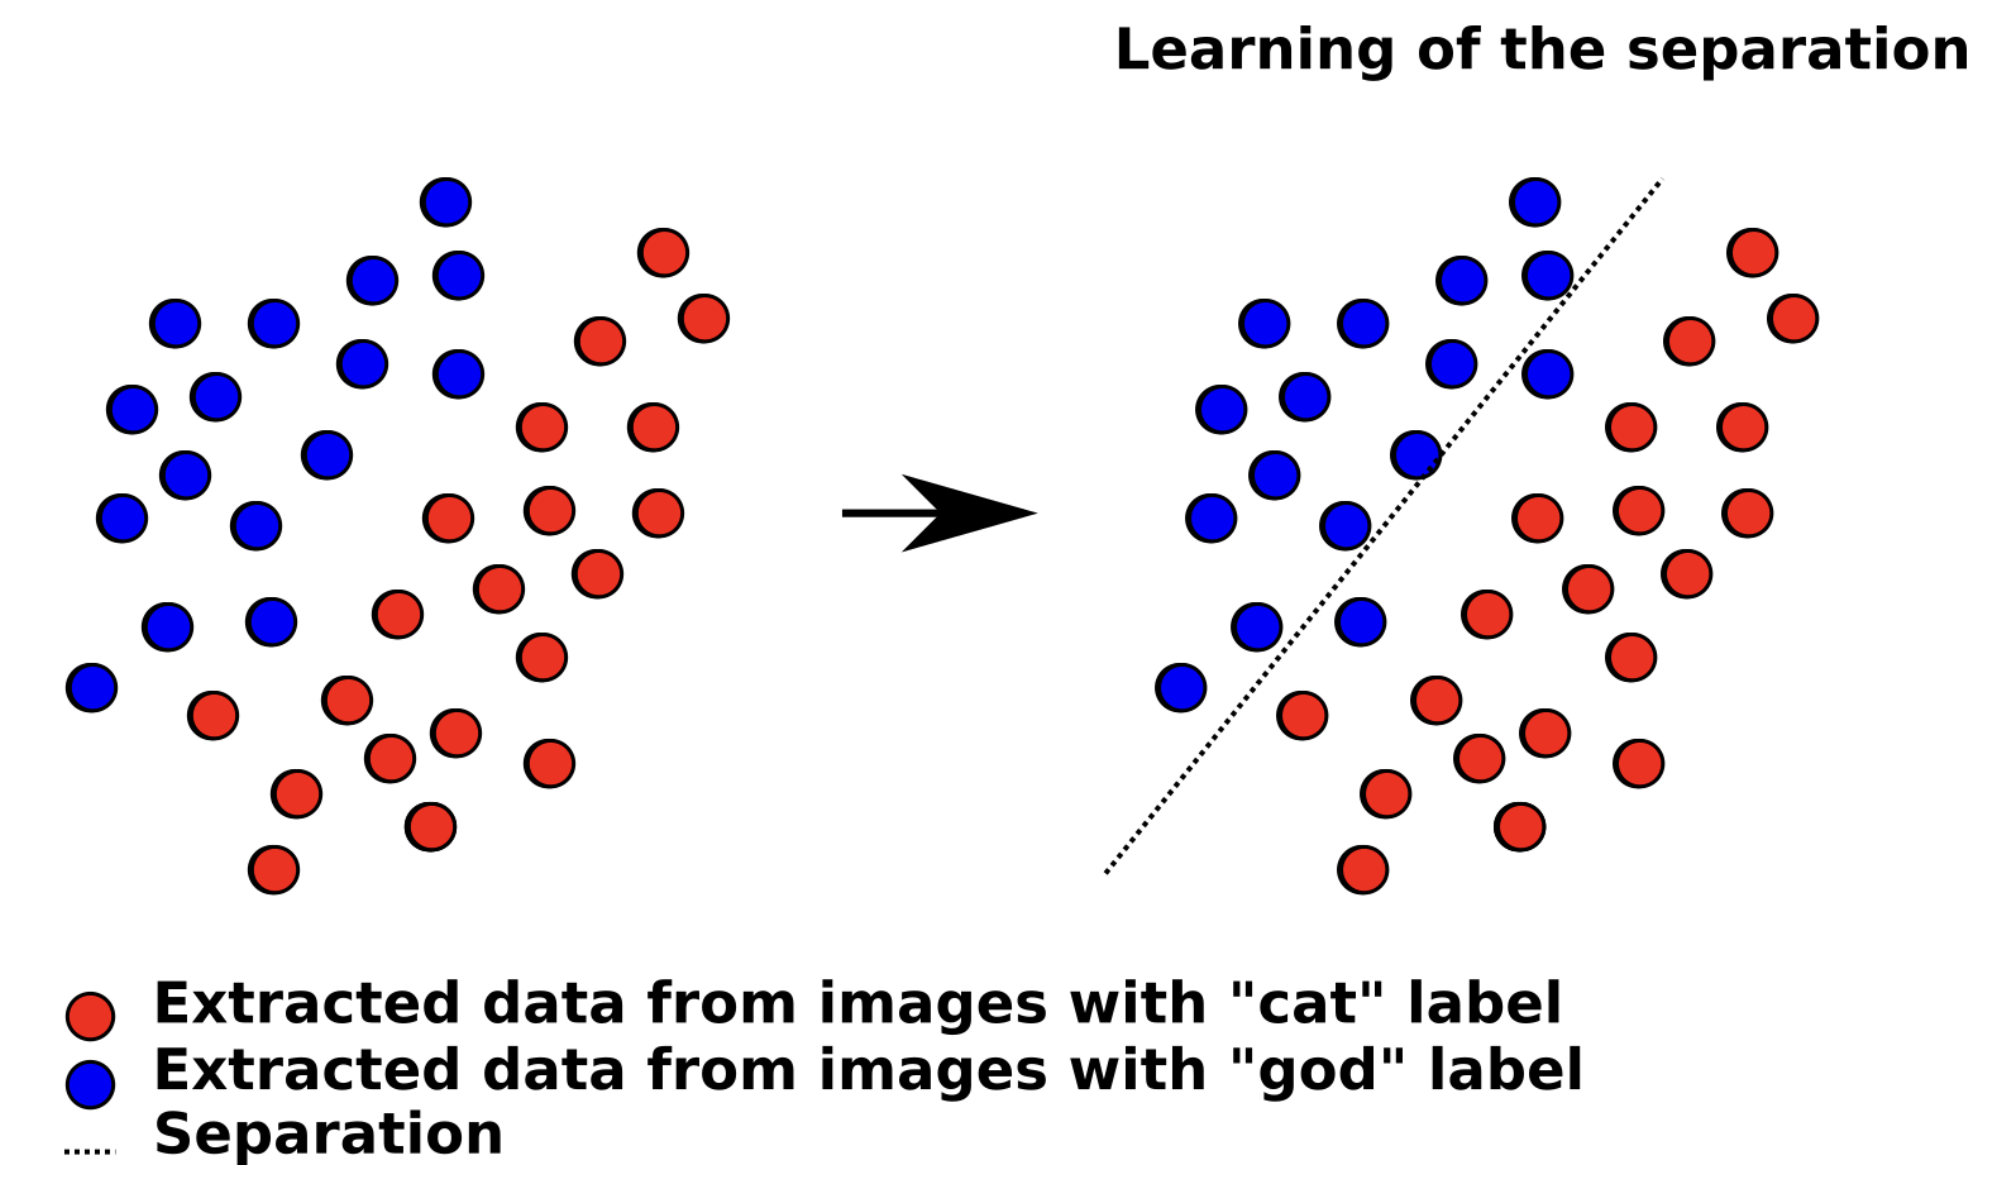 Learning of the separation
Extracted data from images with "cat" label
Extracted data from images with "god" label
Separation